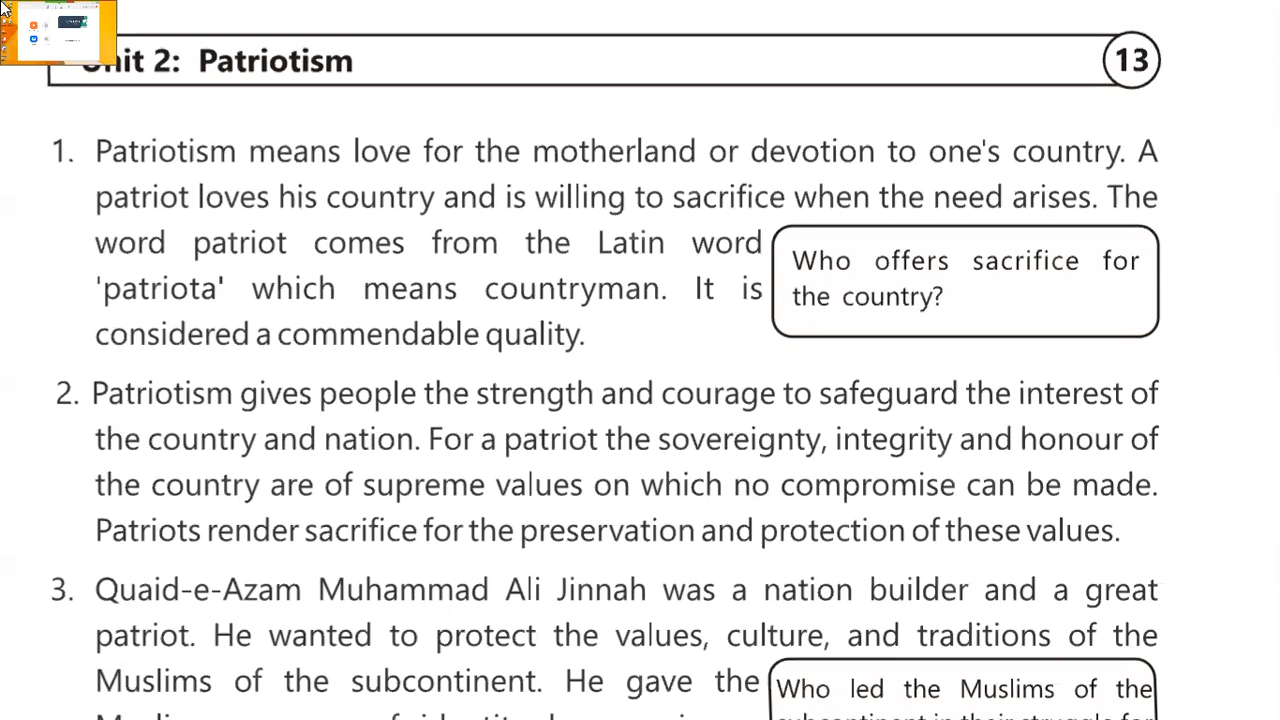 Unit 2: Patriotism
13
1. Patriotism means love for the motherland or devotion to one's country. A
patriot loves his country and is willing to sacrifice when the need arises. The
word patriot comes from the Latin word
'patriota' which means countryman. It is
considered a commendable quality.
Who offers sacrifice for
the country?
2. Patriotism gives people the strength and courage to safeguard the interest of
the country and nation. For a patriot the sovereignty, integrity and honour of
the country are of supreme values on which no compromise can be made.
Patriots render sacrifice for the preservation and protection of these values.
3. Quaid-e-Azam Muhammad Ali Jinnah was a nation builder and a great
patriot. He wanted to protect the values, culture, and traditions of the
Muslims of the subcontinent. He gave the
Who led the Muslims of the